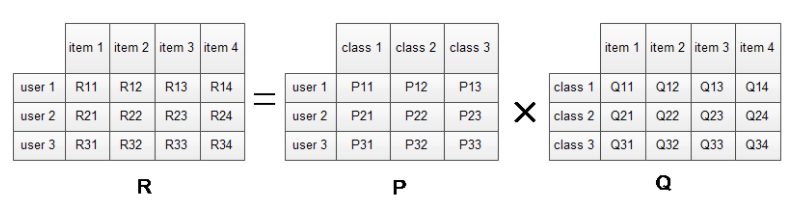 item 1 item 2 item 3 item 4 class 1 class 2 class 3 item 1 item 2 item 3 item 4
user 1 R11 R12 R13 R14 user 1 P11 P12 P13 class 1 Q11 Q12 Q13 Q14
user 2 R21 R22 R23 R24 = user 2 P21 P22 P23 × class 2 Q21 Q22 Q23 Q24
user 3 R31 R32 R33 R34 user 3 P31 P32 P33 class 3 Q31 Q32 Q33 Q34
R P Q